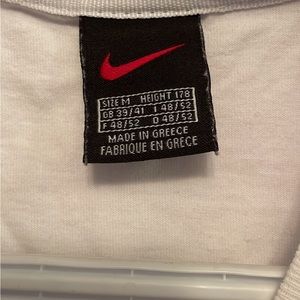 SIZE M HEIGHT 178
GB 39/41 I 48/52
F 48/52 D 48/52
MADE IN GREECE
FABRIQUE EN GRECE